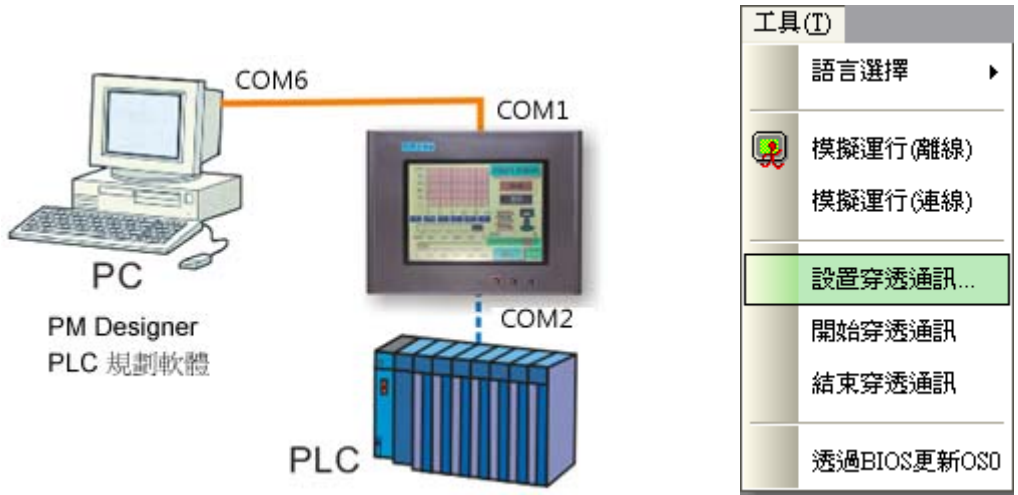 COM6
COM1
PC
COM2
PM Designer
PLC 規劃軟體
PLC
工具(T)
語言選擇
模擬運行(離線)
模擬運行(連線)
設置穿透通訊...
開始穿透通訊
結束穿透通訊
透過BIOS更新OS0